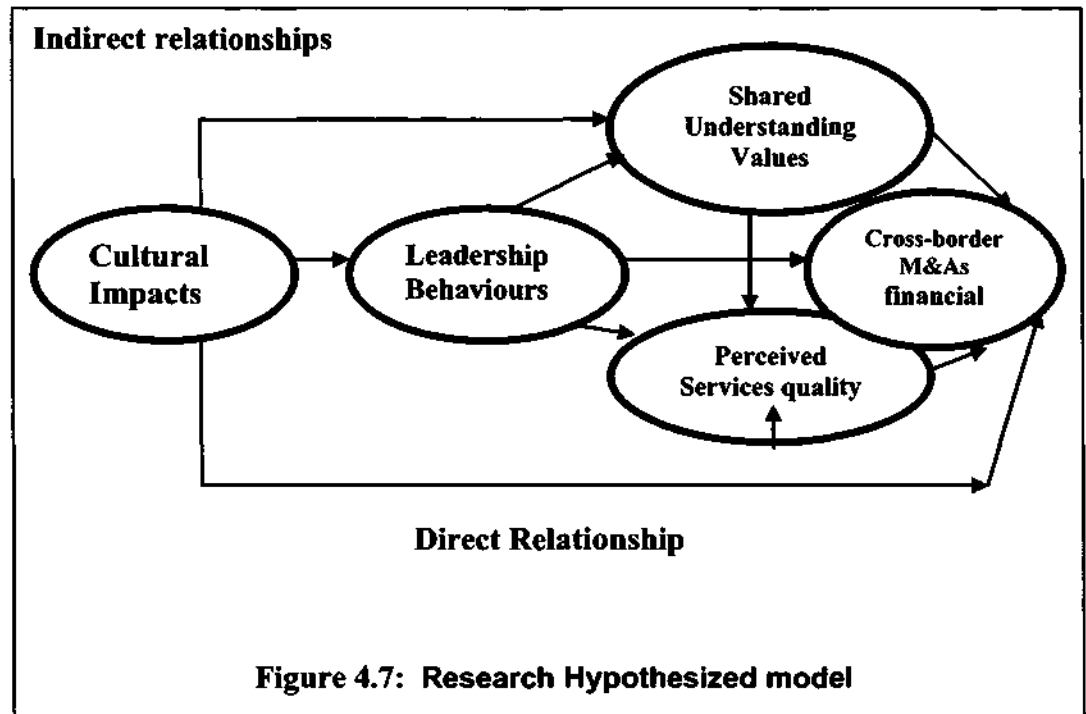 Indirect relationships
Shared
Understanding
Values
Cultural
Impacts
Leadership
Behaviours
Cross-border
M&As
financial
Perceived
Services quality
Direct Relationship
Figure 4.7: Research Hypothesized model